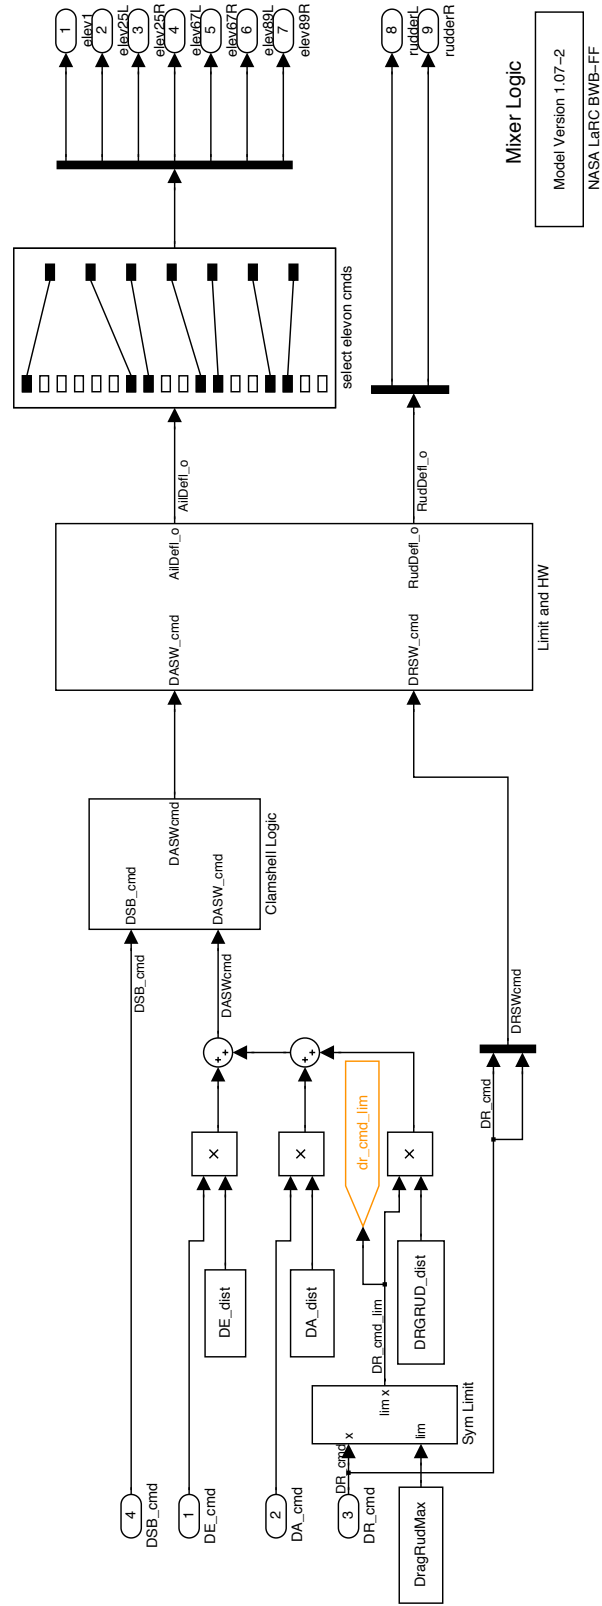 4
DSB_cmd
1
DE_cmd
2
DA_cmd
3
DR_cmd
DragRudMax
DR_cmd
x
lim
lim x
Sym Limit
DR_cmd_lim
DE_dist
DA_dist
DRGRUD_dist
×
×
×
dr_cmd_lim
+
+
+
+
DR_cmd
DRSWcmd
DASWcmd
DSB_cmd
DSB_cmd
DASW_cmd
DASWcmd
Clamshell Logic
DASW_cmd
AilDefl_o
DRSW_cmd
RudDefl_o
Limit and HW
AilDefl_o
RudDefl_o
select elevon cmds
1
elev1
2
elev25L
3
elev25R
4
elev67L
5
elev67R
6
elev89L
7
elev89R
8
rudderL
9
rudderR
Mixer Logic
Model Version 1.07−2
NASA LaRC BWB−FF